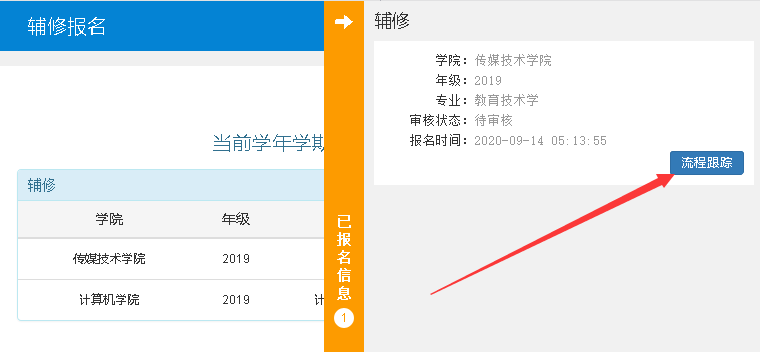 辅修报名
当前学年学期
辅修
学院 年级
传媒技术学院 2019
计算机学院 2019 计
已报名信息
1
辅修
学院：传媒技术学院
年级：2019
专业：教育技术学
审核状态：待审核
报名时间：2020-09-14 05:13:55
流程跟踪